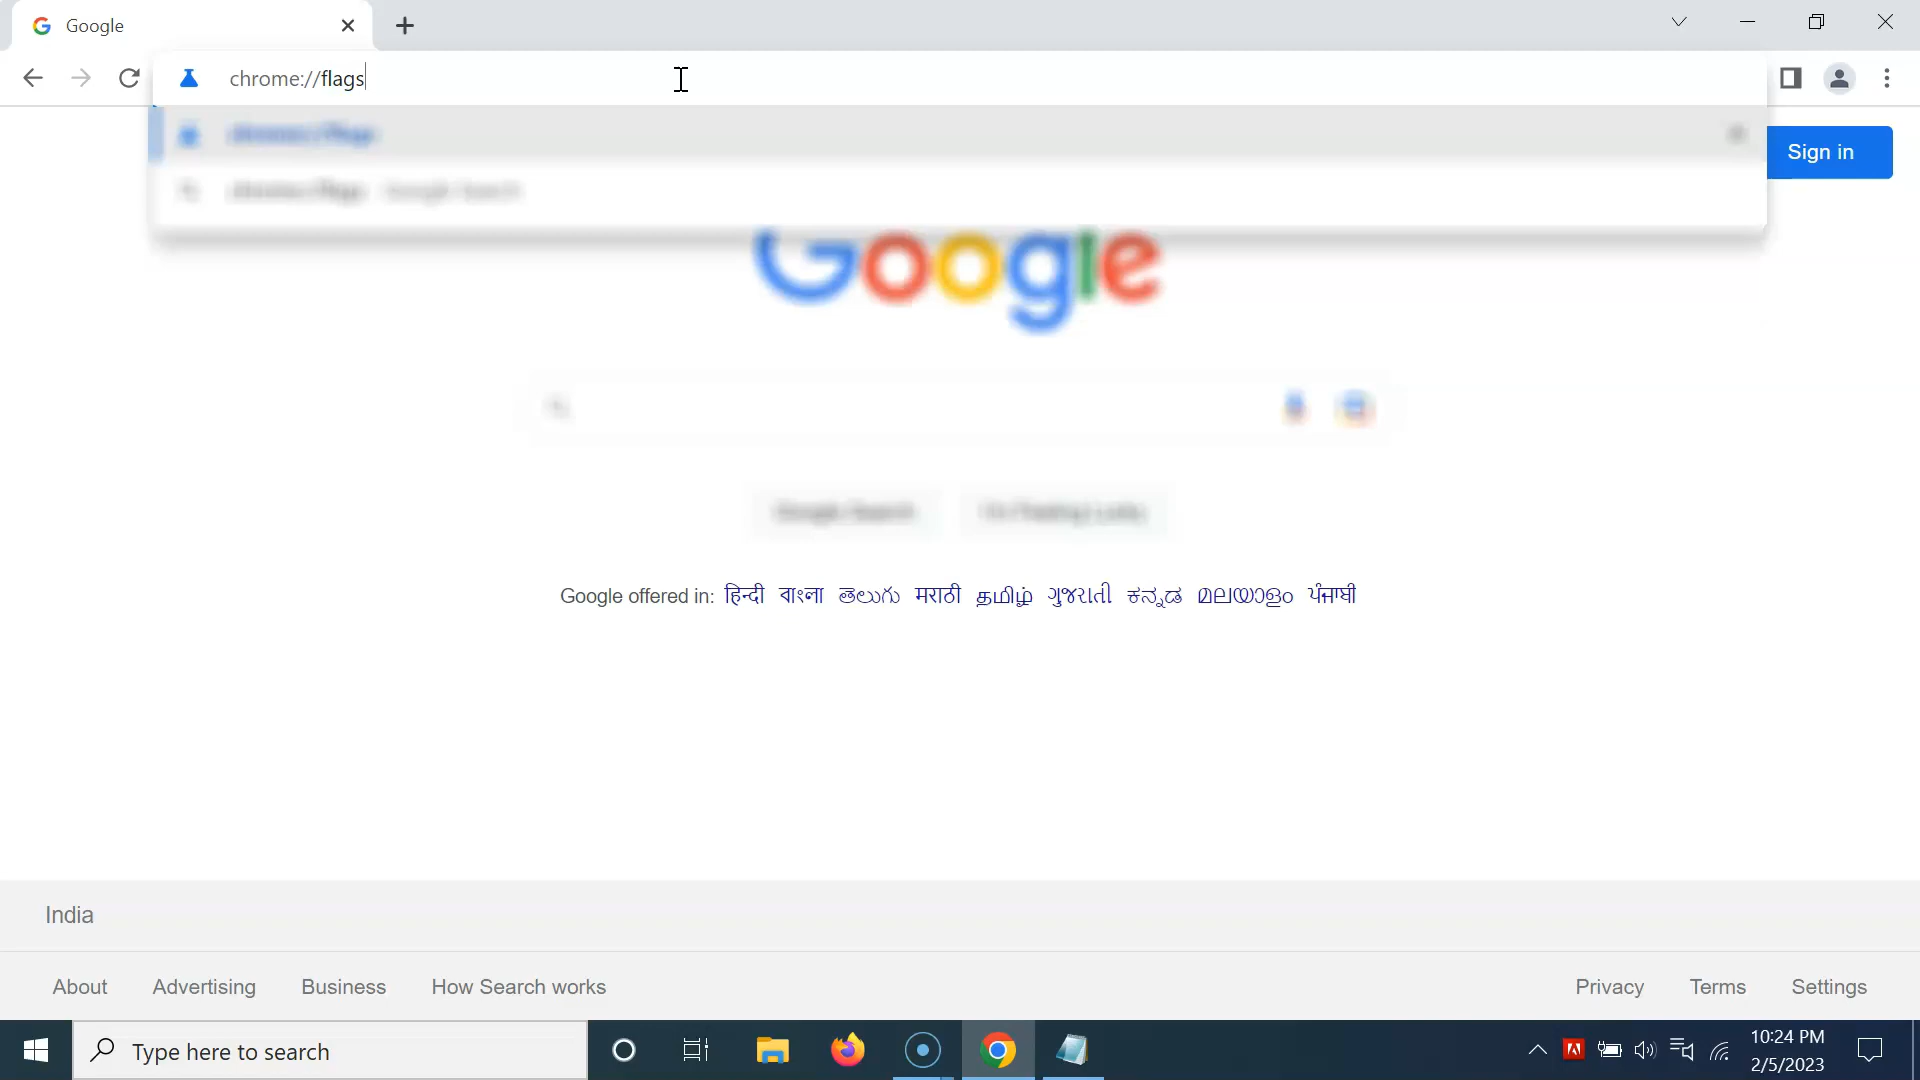 Google
chrome://flags
Sign in
Google
Google offered in: हिन्दी বাংলা తెలుగు मराठी தமிழ் ગુજરાતી ಕನ್ನಡ മലയാളം ਪੰਜਾਬੀ
India
About Advertising Business How Search works Privacy Terms Settings
Type here to search
10:24 PM
2/5/2023